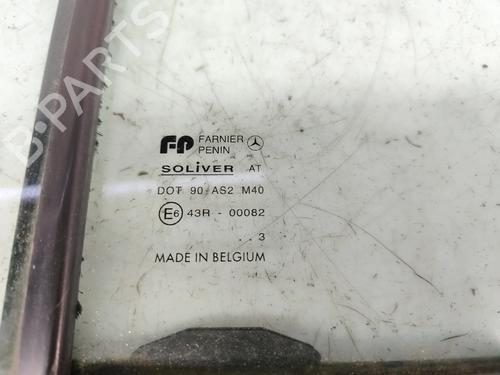 B-PARTS
FP FARNIER PENIN
SOLIVER AT
DOT 90-AS2 M40
E6 43R - 00082
. . 3
MADE IN BELGIUM